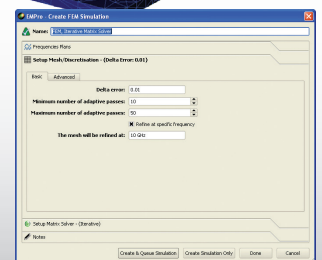 EMPro - Create FEM Simulation
Name: FEM, Iterative Matrix Solver
Frequencies Plans
Setup Mesh/Discretisation - (Delta Error: 0.01)
Basic Advanced
Delta error: 0.01
Minimum number of adaptive passes: 10
Maximum number of adaptive passes: 50
Refine at specific frequency
The mesh will be refined at: 10 GHz
Setup Matrix Solver - (Iterative)
Notes
Create & Queue Simulation Create Simulation Only Done Cancel